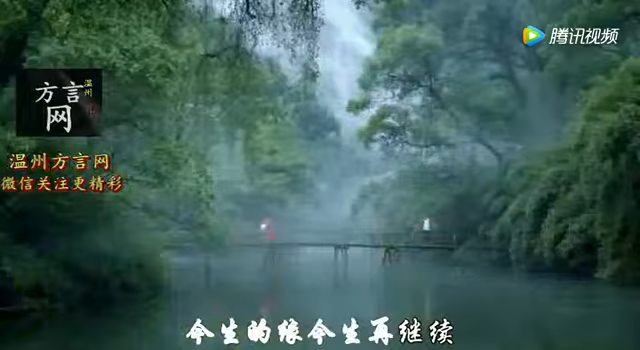 腾讯视频
方言
温州
网
温州方言网
微信关注更精彩
今生的缘今生再继续